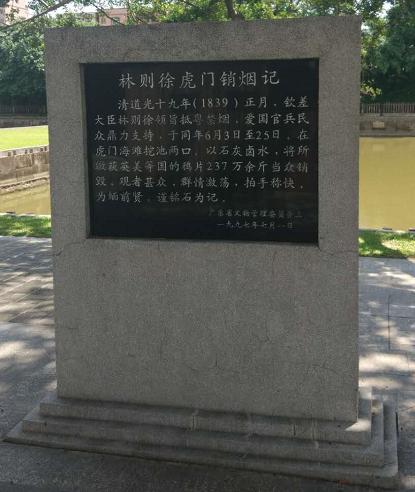 林则徐虎门销烟记
清道光十九年(1839)正月，钦差
大臣林则徐领旨抵粤禁烟，爱国官兵民
众鼎力支持，于同年6月3日至25日，在
虎门海滩挖池两口，以石灰卤水，将所
缴获英美等国的鸦片237万余斤当众销
毁。观者甚众，群情激荡，拍手称快。
为缅前贤，谨铭石为记。
广东省文物管理委员会立
一九九七年七月一日